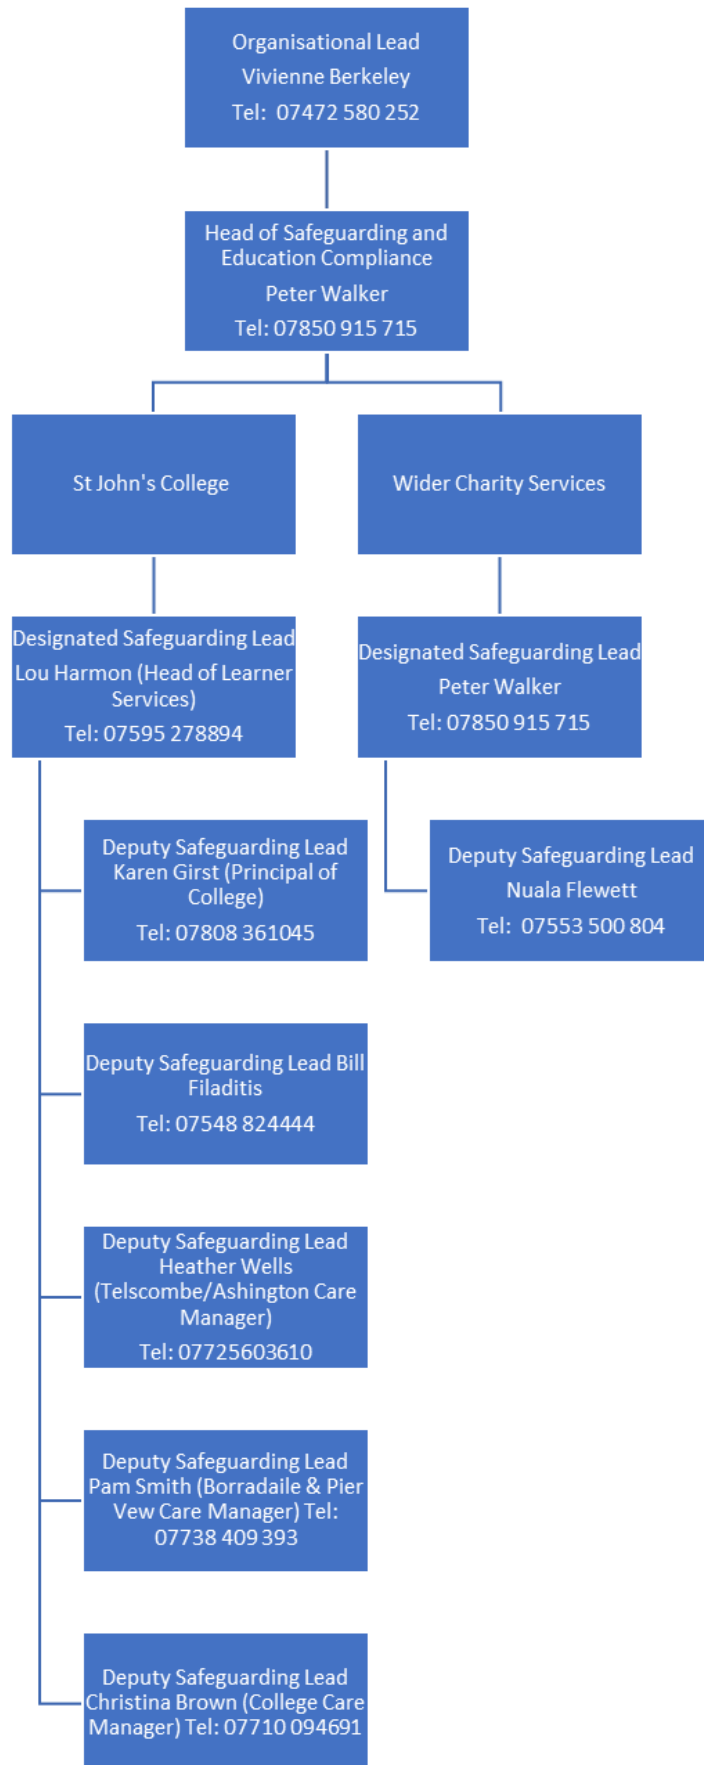 Organisational Lead
Vivienne Berkeley
Tel:  07472 580 252
Head of Safeguarding and
Education Compliance
Peter Walker
Tel: 07850 915 715
St John's College
Wider Charity Services
Designated Safeguarding Lead
Lou Harmon (Head of Learner
Services)
Tel: 07595 278894
Designated Safeguarding Lead
Peter Walker
Tel: 07850 915 715
Deputy Safeguarding Lead
Karen Girst (Principal of
College)
Tel: 07808 361045
Deputy Safeguarding Lead
Nuala Flewett
Tel:  07553 500 804
Deputy Safeguarding Lead Bill
Filaditis
Tel: 07548 824444
Deputy Safeguarding Lead
Heather Wells
(Telscombe/Ashington Care
Manager)
Tel: 07725603610
Deputy Safeguarding Lead
Pam Smith (Borradaile & Pier
Vew Care Manager) Tel:
07738 409 393
Deputy Safeguarding Lead
Christina Brown (College Care
Manager) Tel: 07710 094691